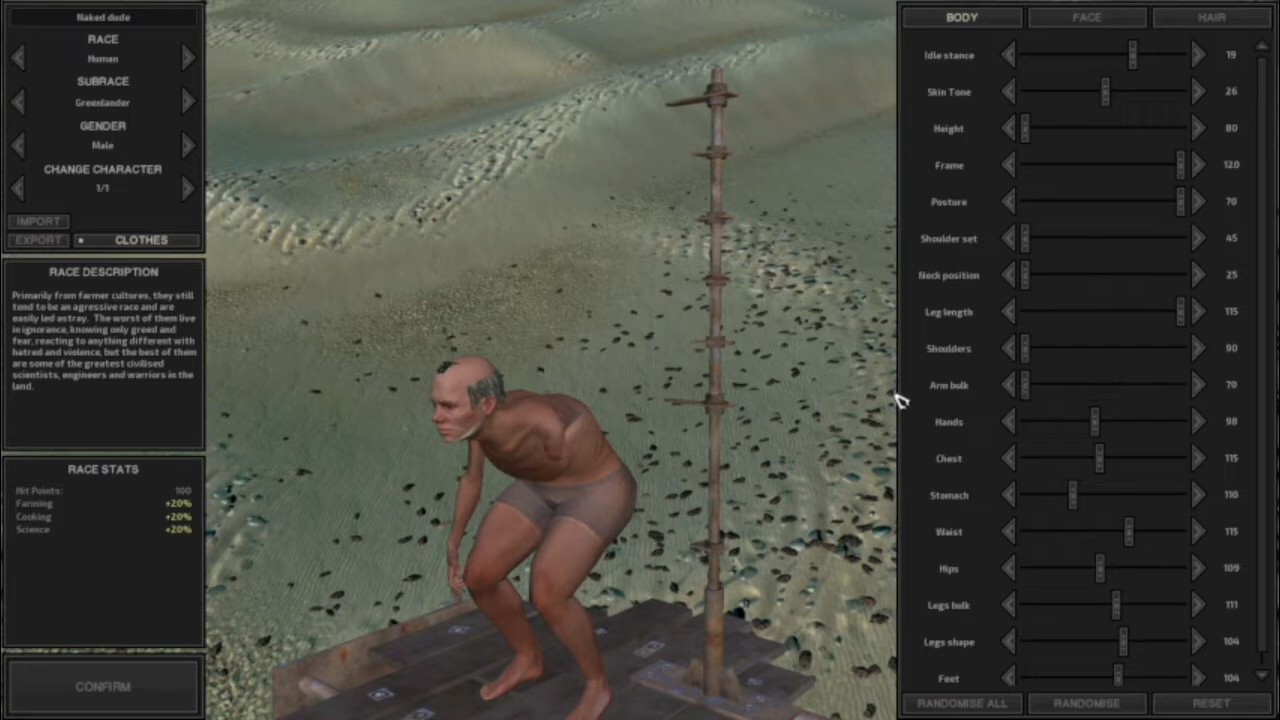 Naked dude
RACE
Human
SUBRACE
Greenlander
GENDER
Male
CHANGE CHARACTER
1/1
IMPORT
EXPORT
CLOTHES
RACE DESCRIPTION
Primarily from farmer cultures, they still
tend to be an agressive race and are
easily led astray. The worst of them live
in ignorance, knowing only greed and
fear, reacting to anything different with
hatred and violence, but the best of them
are some of the greatest civilised
scientists, engineers and warriors in the
land.
RACE STATS
Hit Points: 100
Farming +20%
Cooking +20%
Science +20%
CONFIRM
BODY FACE HAIR
Idle stance 19
Skin Tone 26
Height 80
Frame 120
Posture 70
Shoulder set 45
Neck position 25
Leg length 115
Shoulders 90
Arm bulk 70
Hands 98
Chest 115
Stomach 110
Waist 115
Hips 109
Legs bulk 111
Legs shape 104
Feet 104
RANDOMISE ALL RANDOMISE RESET